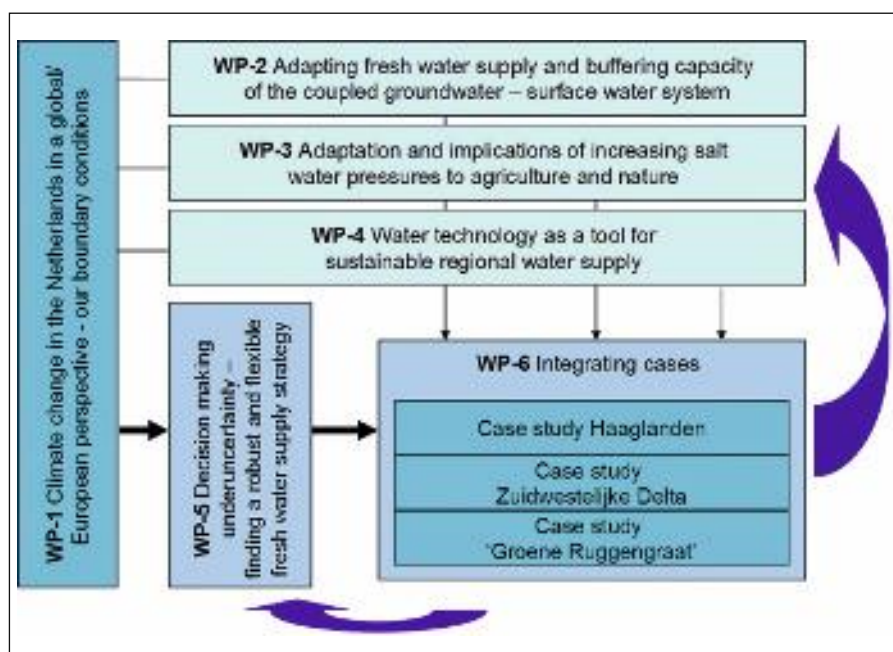 WP-1 Climate change in the Netherlands in a global/
European perspective - our boundary conditions
WP-2 Adapting fresh water supply and buffering capacity
of the coupled groundwater – surface water system
WP-3 Adaptation and implications of increasing salt
water pressures to agriculture and nature
WP-4 Water technology as a tool for
sustainable regional water supply
WP-5 Decision making
underuncertainty –
finding a robust and flexible
fresh water supply strategy
WP-6 Integrating cases
Case study Haaglanden
Case study
Zuidwestelijke Delta
Case study
'Groene Ruggengraat'